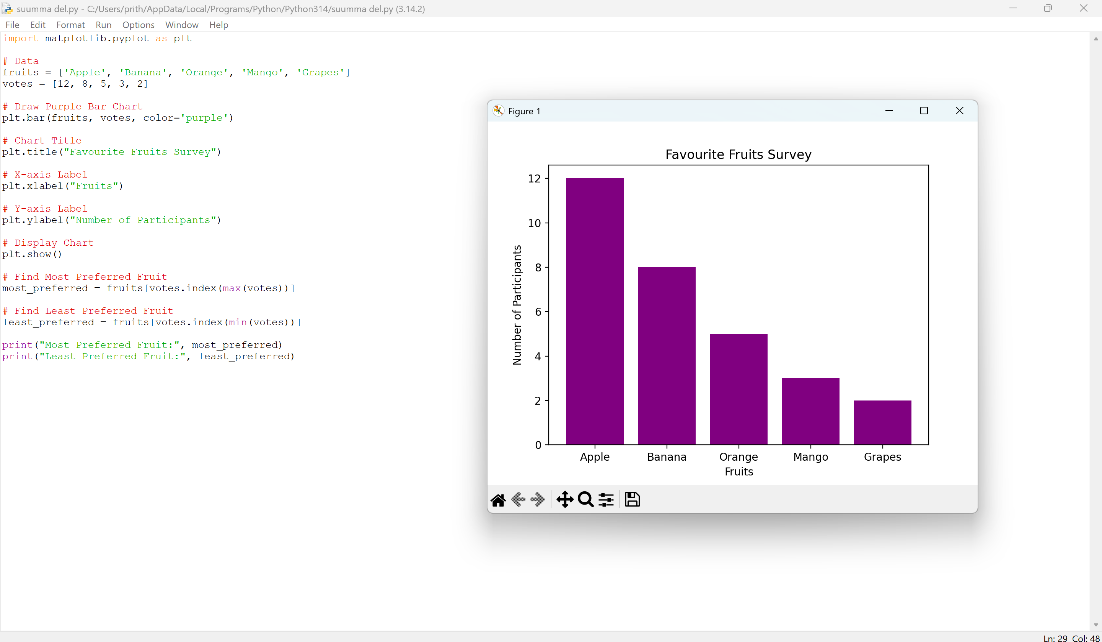 suumma del.py - C:/Users/prith/AppData/Local/Programs/Python/Python314/suumma del.py (3.14.2)
File Edit Format Run Options Window Help
import matplotlib.pyplot as plt
# Data
fruits = ['Apple', 'Banana', 'Orange', 'Mango', 'Grapes']
votes = [12, 8, 5, 3, 2]
# Draw Purple Bar Chart
plt.bar(fruits, votes, color='purple')
# Chart Title
plt.title("Favourite Fruits Survey")
# X-axis Label
plt.xlabel("Fruits")
# Y-axis Label
plt.ylabel("Number of Participants")
# Display Chart
plt.show()
# Find Most Preferred Fruit
most_preferred = fruits[votes.index(max(votes))]
# Find Least Preferred Fruit
least_preferred = fruits[votes.index(min(votes))]
print("Most Preferred Fruit:", most_preferred)
print("Least Preferred Fruit:", least_preferred)
Figure 1
Favourite Fruits Survey
Number of Participants
12
10
8
6
4
2
0
Apple Banana Orange Mango Grapes
Fruits
Ln: 29 Col: 48